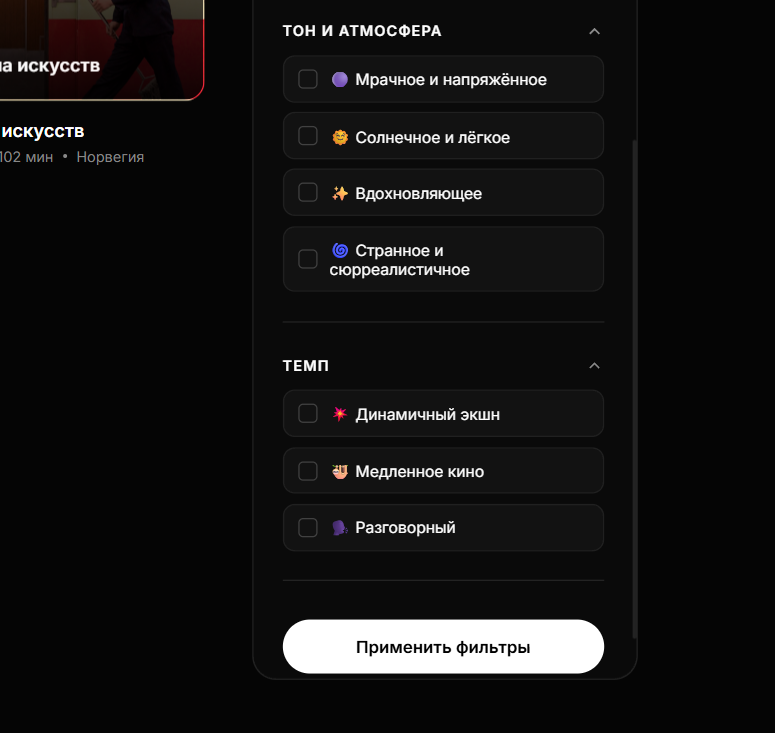 на искусств
искусств
102 мин • Норвегия
ТОН И АТМОСФЕРА
Мрачное и напряжённое
Солнечное и лёгкое
Вдохновляющее
Странное и
сюрреалистичное
ТЕМП
Динамичный экшн
Медленное кино
Разговорный
Применить фильтры